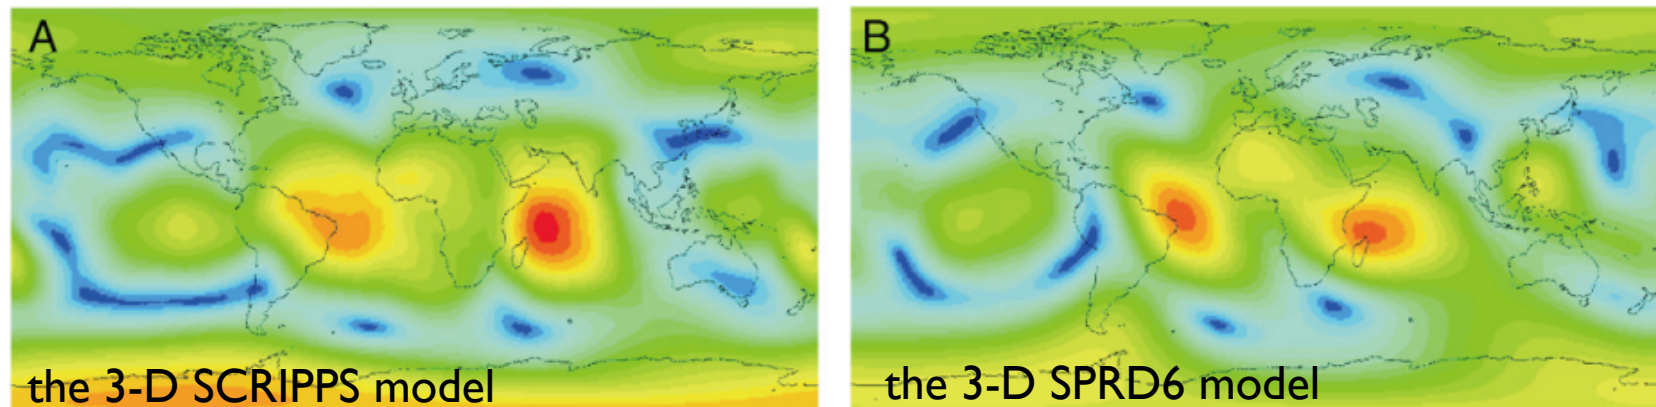 A
B
the 3-D SCRIPPS model
the 3-D SPRD6 model